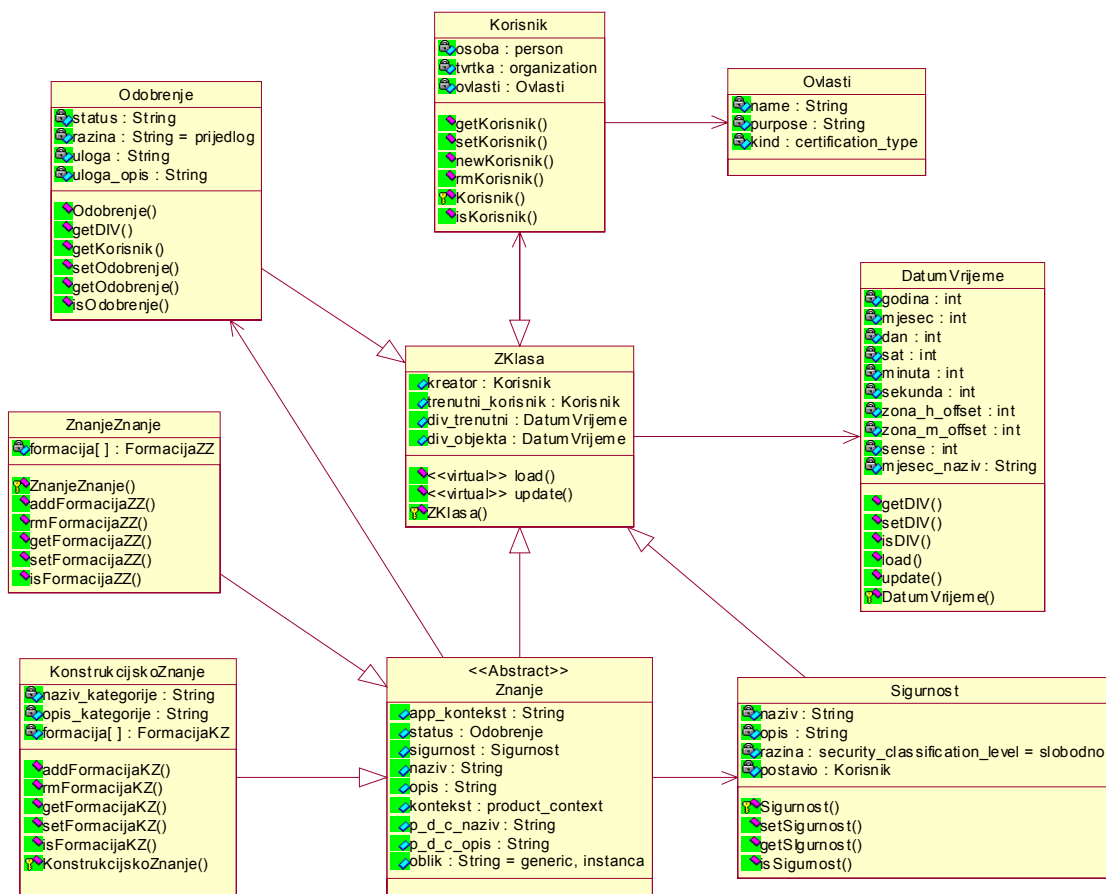 Korisnik
osoba : person
tvrtka : organization
ovlasti : Ovlasti
getKorisnik()
setKorisnik()
newKorisnik()
rmKorisnik()
Korisnik()
isKorisnik()
Ovlasti
name : String
purpose : String
kind : certification_type
Odobrenje
status : String
razina : String = prijedlog
uloga : String
uloga_opis : String
Odobrenje()
getDIV()
getKorisnik()
setOdobrenje()
getOdobrenje()
isOdobrenje()
DatumVrijeme
godina : int
mjesec : int
dan : int
sat : int
minuta : int
sekunda : int
zona_h_offset : int
zona_m_offset : int
sense : int
mjesec_naziv : String
getDIV()
setDIV()
isDIV()
load()
update()
DatumVrijeme()
ZKlasa
kreator : Korisnik
trenutni_korisnik : Korisnik
div_trenutni : DatumVrijeme
div_objekta : DatumVrijeme
<<virtual>> load()
<<virtual>> update()
ZKlasa()
ZnanjeZnanje
formacija[ ] : FormacijaZZ
ZnanjeZnanje()
addFormacijaZZ()
rmFormacijaZZ()
getFormacijaZZ()
setFormacijaZZ()
isFormacijaZZ()
KonstrukcijskoZnanje
naziv_kategorije : String
opis_kategorije : String
formacija[ ] : FormacijaKZ
addFormacijaKZ()
rmFormacijaKZ()
getFormacijaKZ()
setFormacijaKZ()
isFormacijaKZ()
KonstrukcijskoZnanje()
<<Abstract>>
Znanje
app_kontekst : String
status : Odobrenje
sigurnost : Sigurnost
naziv : String
opis : String
kontekst : product_context
p_d_c_naziv : String
p_d_c_opis : String
oblik : String = generic, instanca
Sigurnost
naziv : String
opis : String
razina : security_classification_level = slobodno
postavio : Korisnik
Sigurnost()
setSigurnost()
getSIgurnost()
isSigurnost()